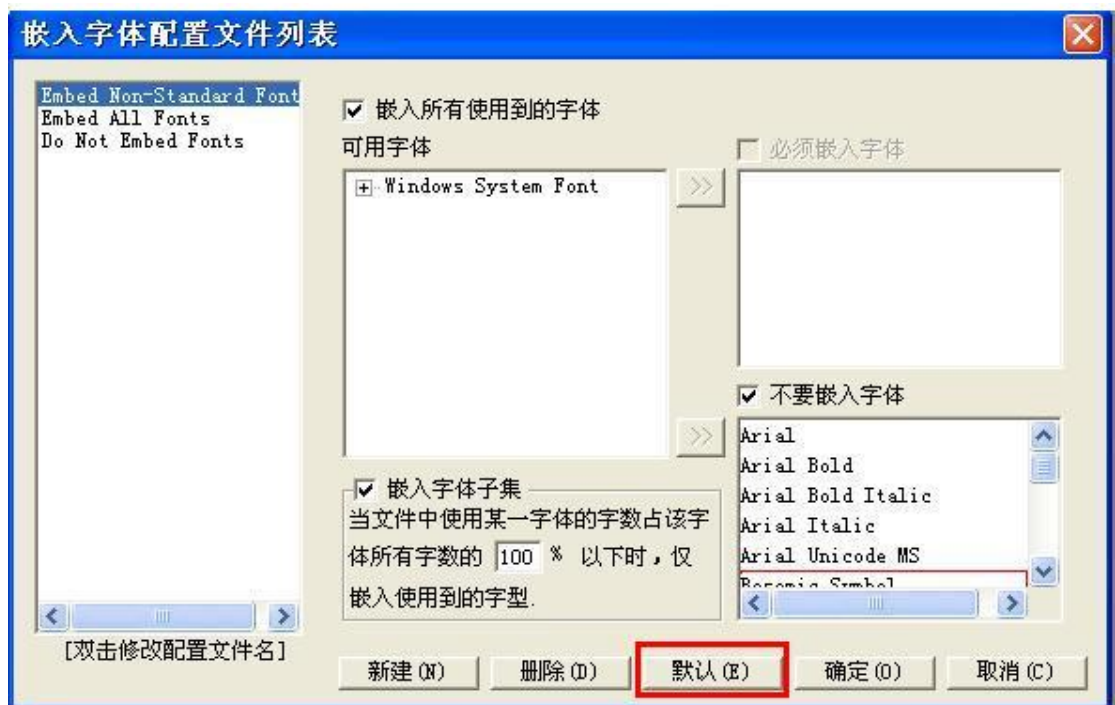 嵌入字体配置文件列表
Embed Non-Standard Font
Embed All Fonts
Do Not Embed Fonts
[双击修改配置文件名]
嵌入所有使用到的字体
可用字体
Windows System Font
>>
必须嵌入字体
>>
不要嵌入字体
Arial
Arial Bold
Arial Bold Italic
Arial Italic
Arial Unicode MS
嵌入字体子集
当文件中使用某一字体的字数占该字
体所有字数的 100 % 以下时，仅
嵌入使用到的字型.
新建(N) 册除(D) 默认(E) 确定(O) 取消(C)